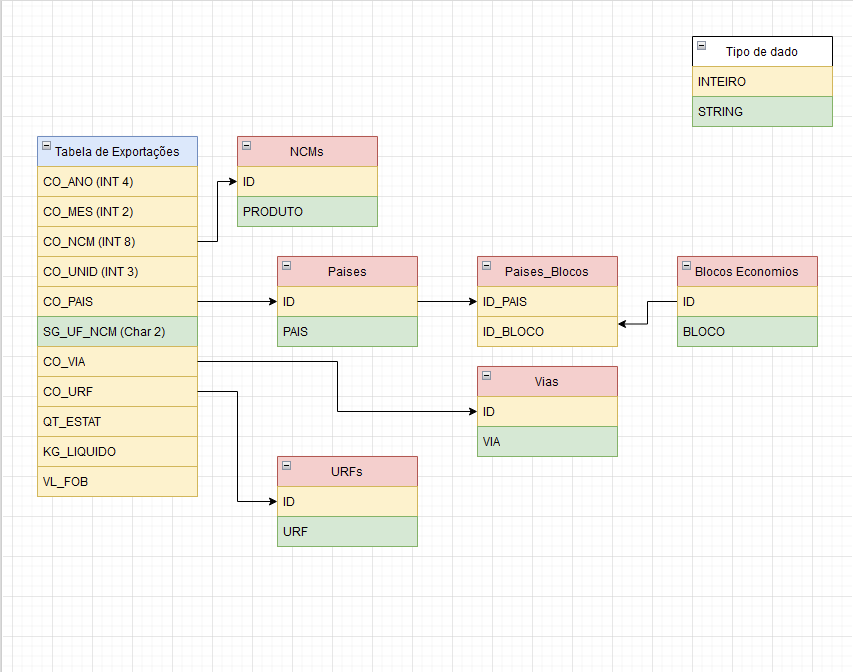 Tipo de dado
INTEIRO
STRING
Tabela de Exportações
CO_ANO (INT 4)
CO_MES (INT 2)
CO_NCM (INT 8)
CO_UNID (INT 3)
CO_PAIS
SG_UF_NCM (Char 2)
CO_VIA
CO_URF
QT_ESTAT
KG_LIQUIDO
VL_FOB
NCMs
ID
PRODUTO
Paises
ID
PAIS
Paises_Blocos
ID_PAIS
ID_BLOCO
Blocos Economios
ID
BLOCO
Vias
ID
VIA
URFs
ID
URF